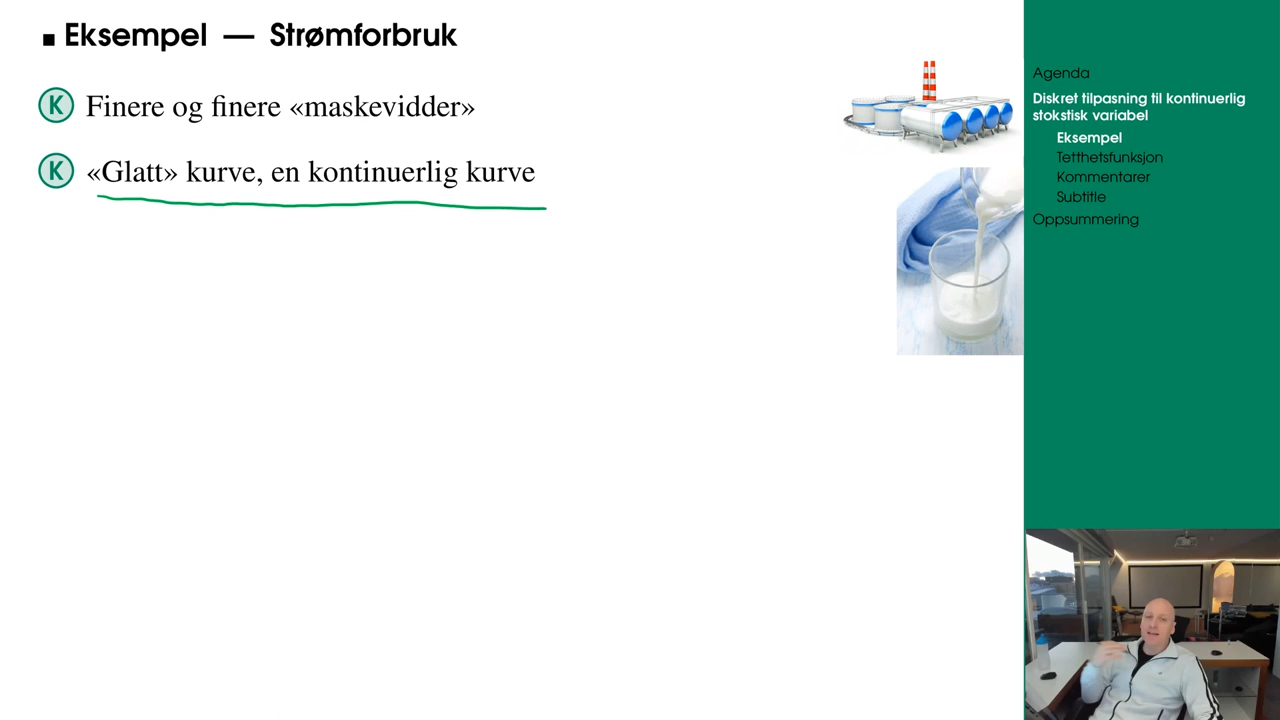 Eksempel — Strømforbruk
K Finere og finere «maskevidder»
K «Glatt» kurve, en kontinuerlig kurve
Agenda
Diskret tilpasning til kontinuerlig
stokstisk variabel
Eksempel
Tetthetsfunksjon
Kommentarer
Subtitle
Oppsummering